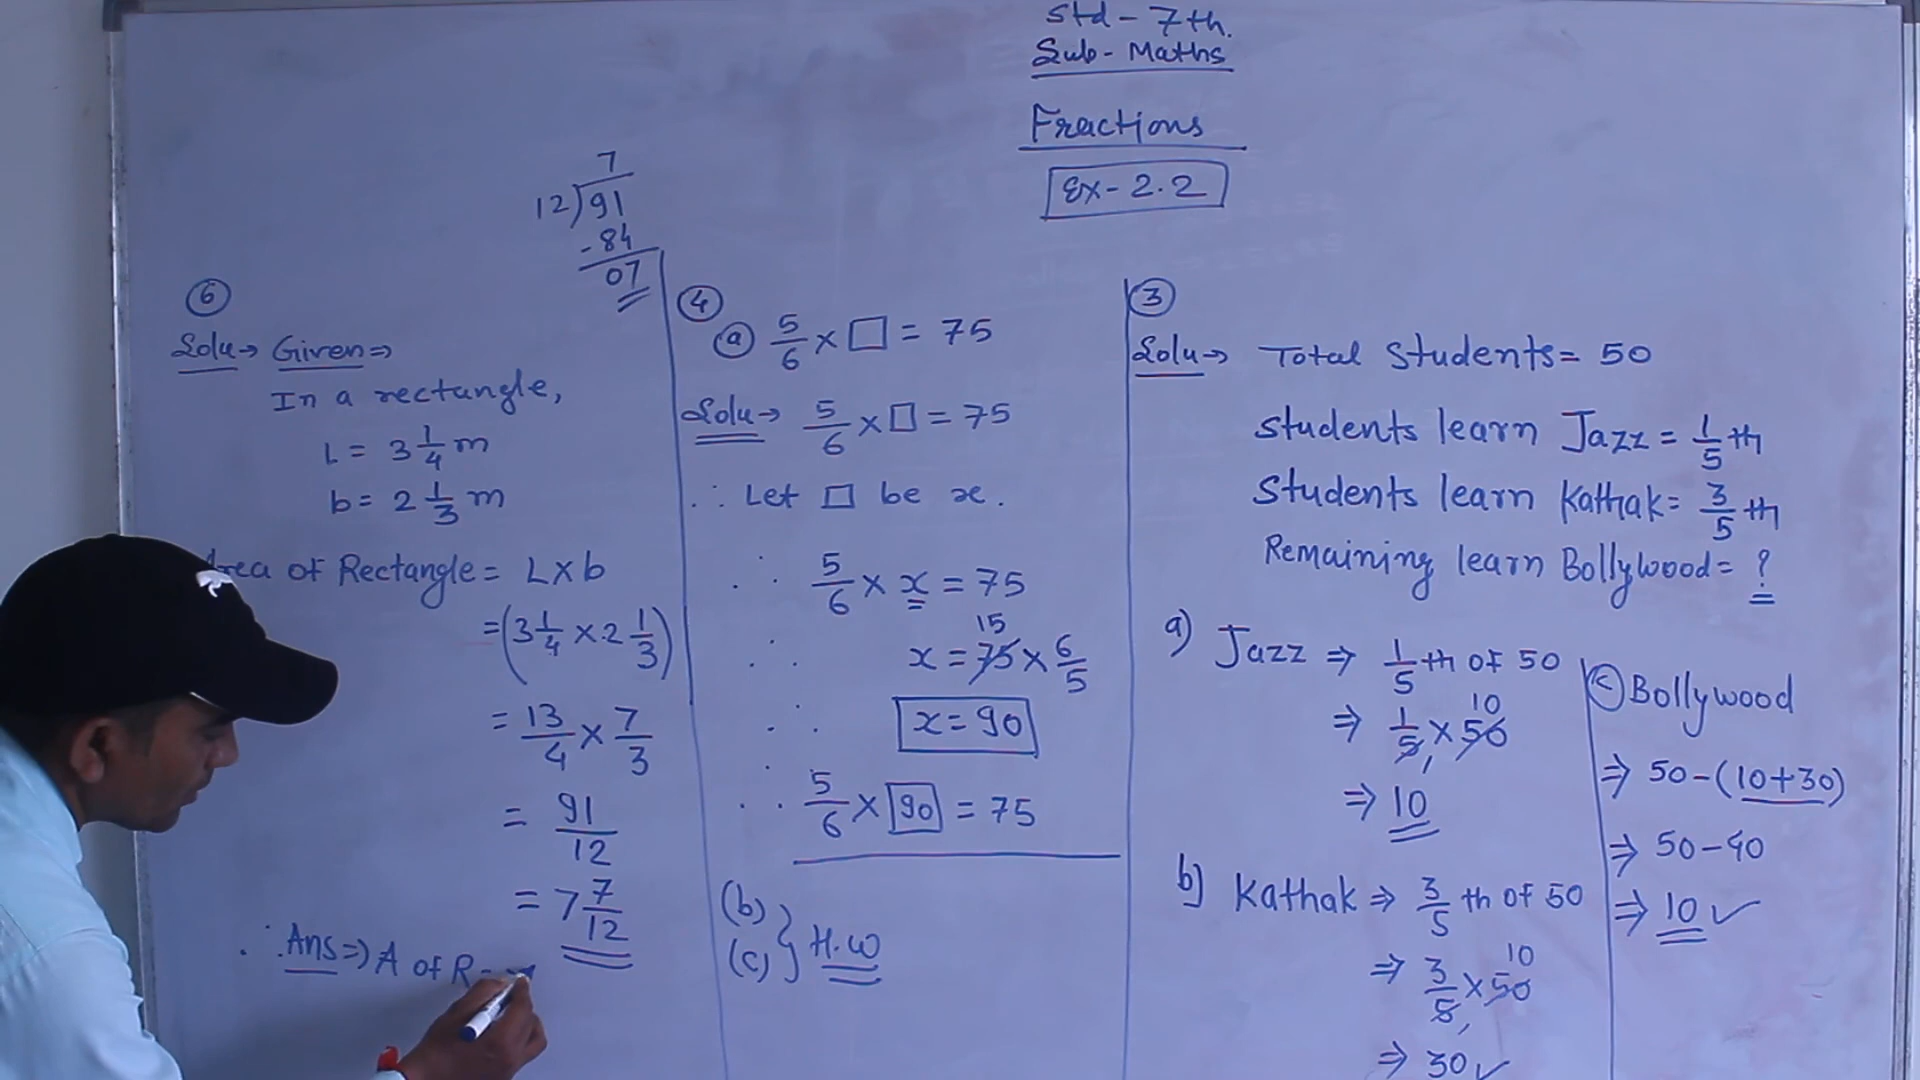 Std - 7th.
Sub - Maths
Fractions
Ex - 2.2
7
12)91
-84
07
6
Solu→ Given⇒
In a rectangle,
L = 3 1/4 m
b = 2 1/3 m
Area of Rectangle = L×b
= (3 1/4 × 2 1/3)
= 13/4 × 7/3
= 91/12
= 7 7/12
∴ Ans ⇒ A of R =
4
a 5/6 × □ = 75
Solu→ 5/6 × □ = 75
∴ Let □ be x.
∴ 5/6 × x = 75
15
∴ x = 75 × 6/5
∴ x = 90
∴ 5/6 × 90 = 75
(b)
(c) } H.W
3
Solu→ Total Students = 50
Students learn Jazz = 1/5 th
Students learn Kathak = 3/5 th
Remaining learn Bollywood = ?
a) Jazz ⇒ 1/5 th of 50
10
⇒ 1/5 × 50
1
⇒ 10
b) Kathak ⇒ 3/5 th of 50
10
⇒ 3/5 × 50
1
⇒ 30 ✓
c Bollywood
⇒ 50 - (10+30)
⇒ 50 - 40
⇒ 10 ✓